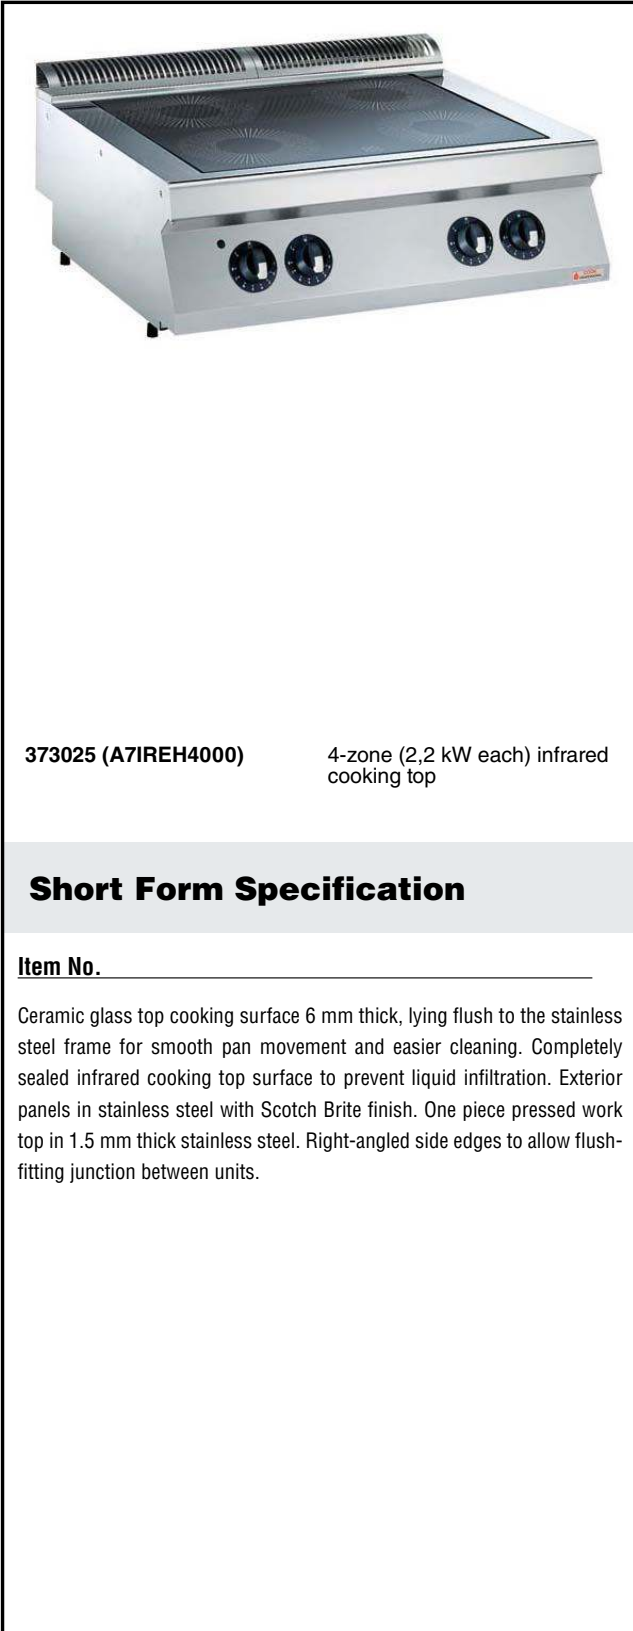 COOK
373025 (A7IREH4000)
4-zone (2,2 kW each) infrared
cooking top
Short Form Specification
Item No.
Ceramic glass top cooking surface 6 mm thick, lying flush to the stainless
steel frame for smooth pan movement and easier cleaning. Completely
sealed infrared cooking top surface to prevent liquid infiltration. Exterior
panels in stainless steel with Scotch Brite finish. One piece pressed work
top in 1.5 mm thick stainless steel. Right-angled side edges to allow flush-
fitting junction between units.